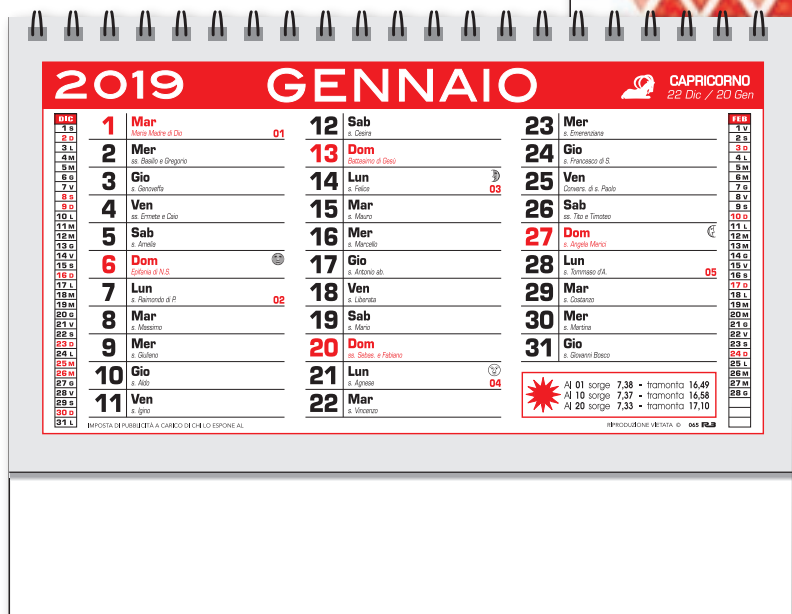 2019 GENNAIO CAPRICORNO
22 Dic / 20 Gen
DIC
1 S
2 D
3 L
4 M
5 M
6 G
7 V
8 S
9 D
10 L
11 M
12 M
13 G
14 V
15 S
16 D
17 L
18 M
19 M
20 G
21 V
22 S
23 D
24 L
25 M
26 M
27 G
28 V
29 S
30 D
31 L
1 Mar
Maria Madre di Dio 01
2 Mer
ss. Basilio e Gregorio
3 Gio
s. Genoveffa
4 Ven
ss. Ermete e Caio
5 Sab
s. Amelia
6 Dom
Epifania di N.S.
7 Lun
s. Raimondo di P. 02
8 Mar
s. Massimo
9 Mer
s. Giuliano
10 Gio
s. Aldo
11 Ven
s. Igino
12 Sab
s. Cesira
13 Dom
Battesimo di Gesù
14 Lun
s. Felice 03
15 Mar
s. Mauro
16 Mer
s. Marcello
17 Gio
s. Antonio ab.
18 Ven
s. Liberata
19 Sab
s. Mario
20 Dom
ss. Sebas. e Fabiano
21 Lun
s. Agnese 04
22 Mar
s. Vincenzo
23 Mer
s. Emerenziana
24 Gio
s. Francesco di S.
25 Ven
Convers. di s. Paolo
26 Sab
ss. Tito e Timoteo
27 Dom
s. Angela Merici
28 Lun
s. Tommaso d'A. 05
29 Mar
s. Costanzo
30 Mer
s. Martina
31 Gio
s. Giovanni Bosco
Al 01 sorge 7,38 - tramonta 16,49
Al 10 sorge 7,37 - tramonta 16,58
Al 20 sorge 7,33 - tramonta 17,10
FEB
1 V
2 S
3 D
4 L
5 M
6 M
7 G
8 V
9 S
10 D
11 L
12 M
13 M
14 G
15 V
16 S
17 D
18 L
19 M
20 M
21 G
22 V
23 S
24 D
25 L
26 M
27 M
28 G
IMPOSTA DI PUBBLICITÀ A CARICO DI CHI LO ESPONE AL
RIPRODUZIONE VIETATA © 065 R3